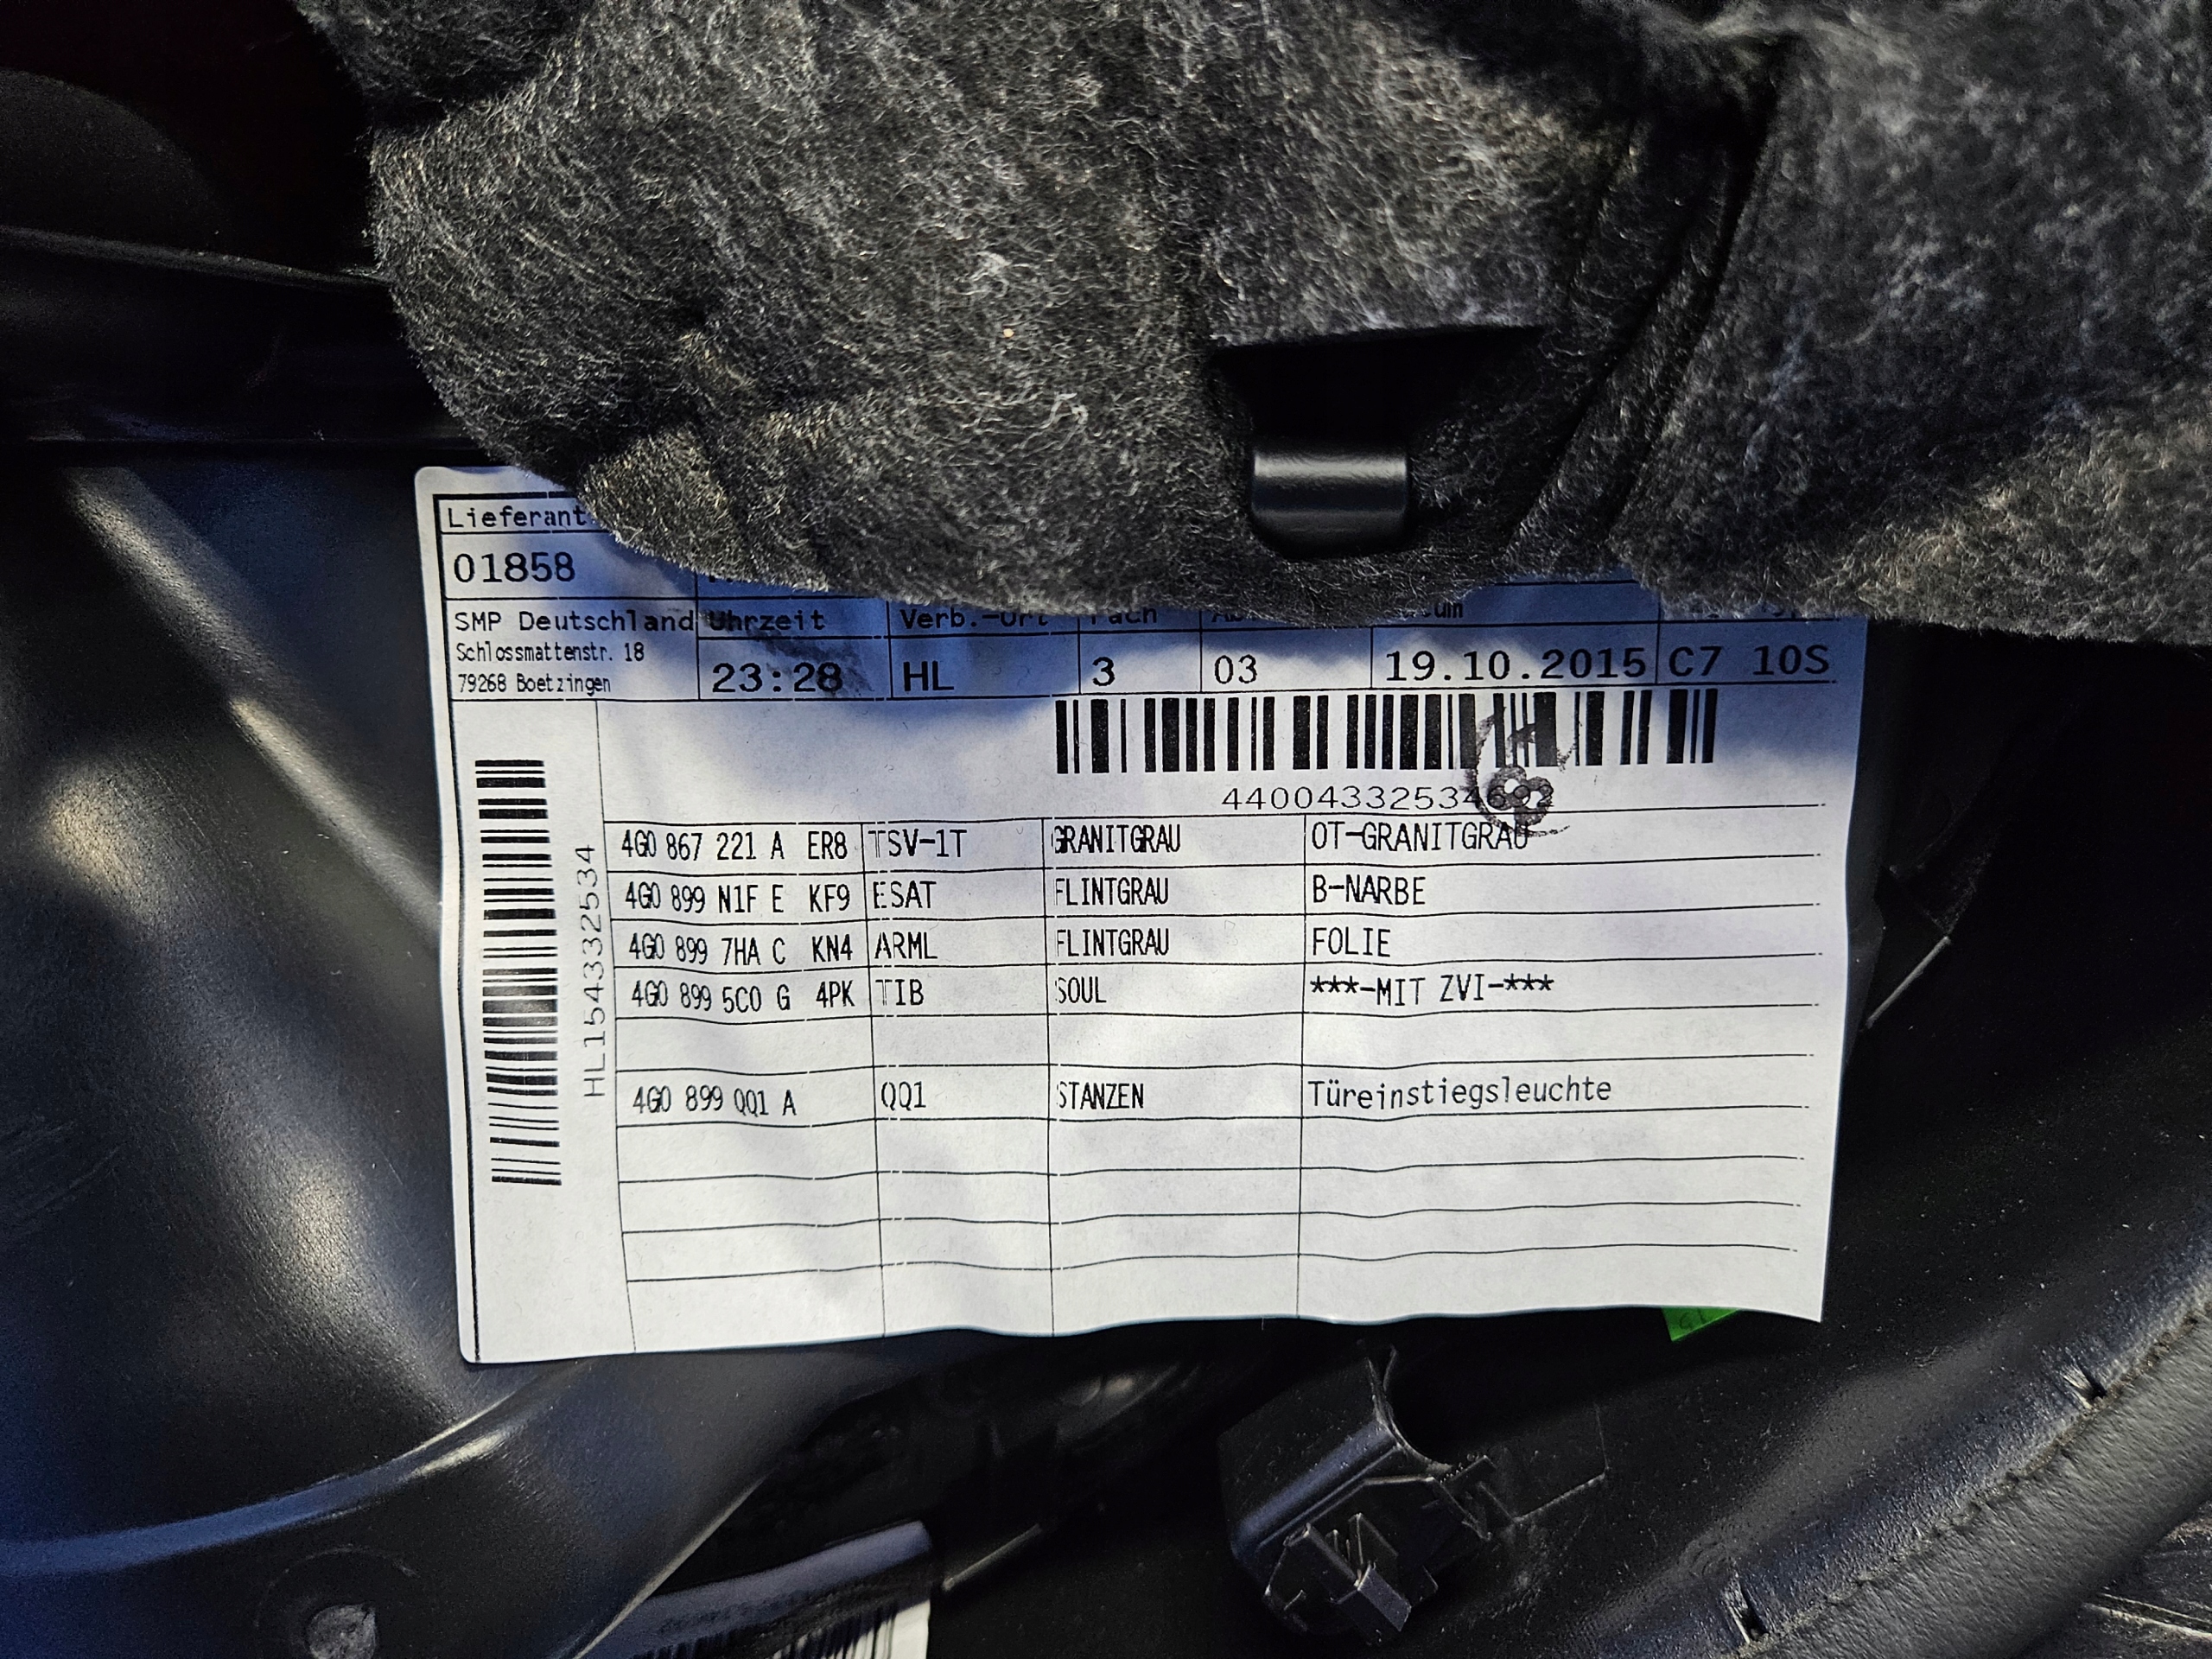 Lieferant
01858
SMP Deutschland
Schlossmattenstr. 18
79268 Boetzingen
Uhrzeit Verb.-Ort Fach
23:28 HL 3 03 19.10.2015 C7 10S
44004332534692
HL154332534
4G0 867 221 A ER8 TSV-1T GRANITGRAU OT-GRANITGRAU
4G0 899 N1F E KF9 ESAT FLINTGRAU B-NARBE
4G0 899 7HA C KN4 ARML FLINTGRAU FOLIE
4G0 899 5C0 G 4PK TIB SOUL ***-MIT ZVI-***
4G0 899 QQ1 A QQ1 STANZEN Türeinstiegsleuchte